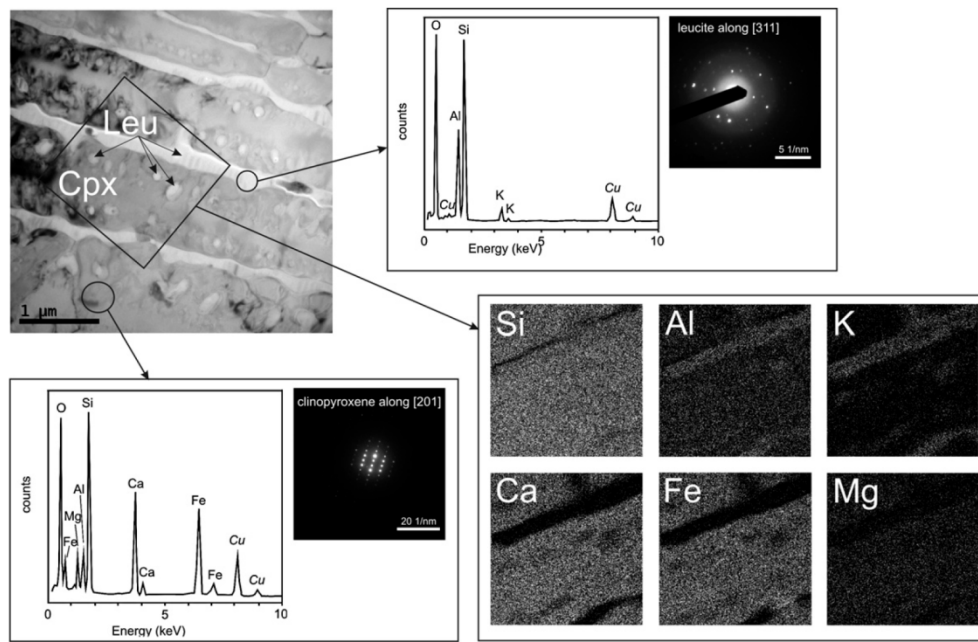 Leu
Cpx
1 µm
O
Si
Al
Cu
K
K
Cu
Cu
counts
0
5
10
Energy (keV)
leucite along [311]
5 1/nm
O
Si
Al
Mg
Fe
Ca
Ca
Fe
Fe
Cu
Cu
counts
0
5
10
Energy (keV)
clinopyroxene along [201]
20 1/nm
Si
Al
K
Ca
Fe
Mg